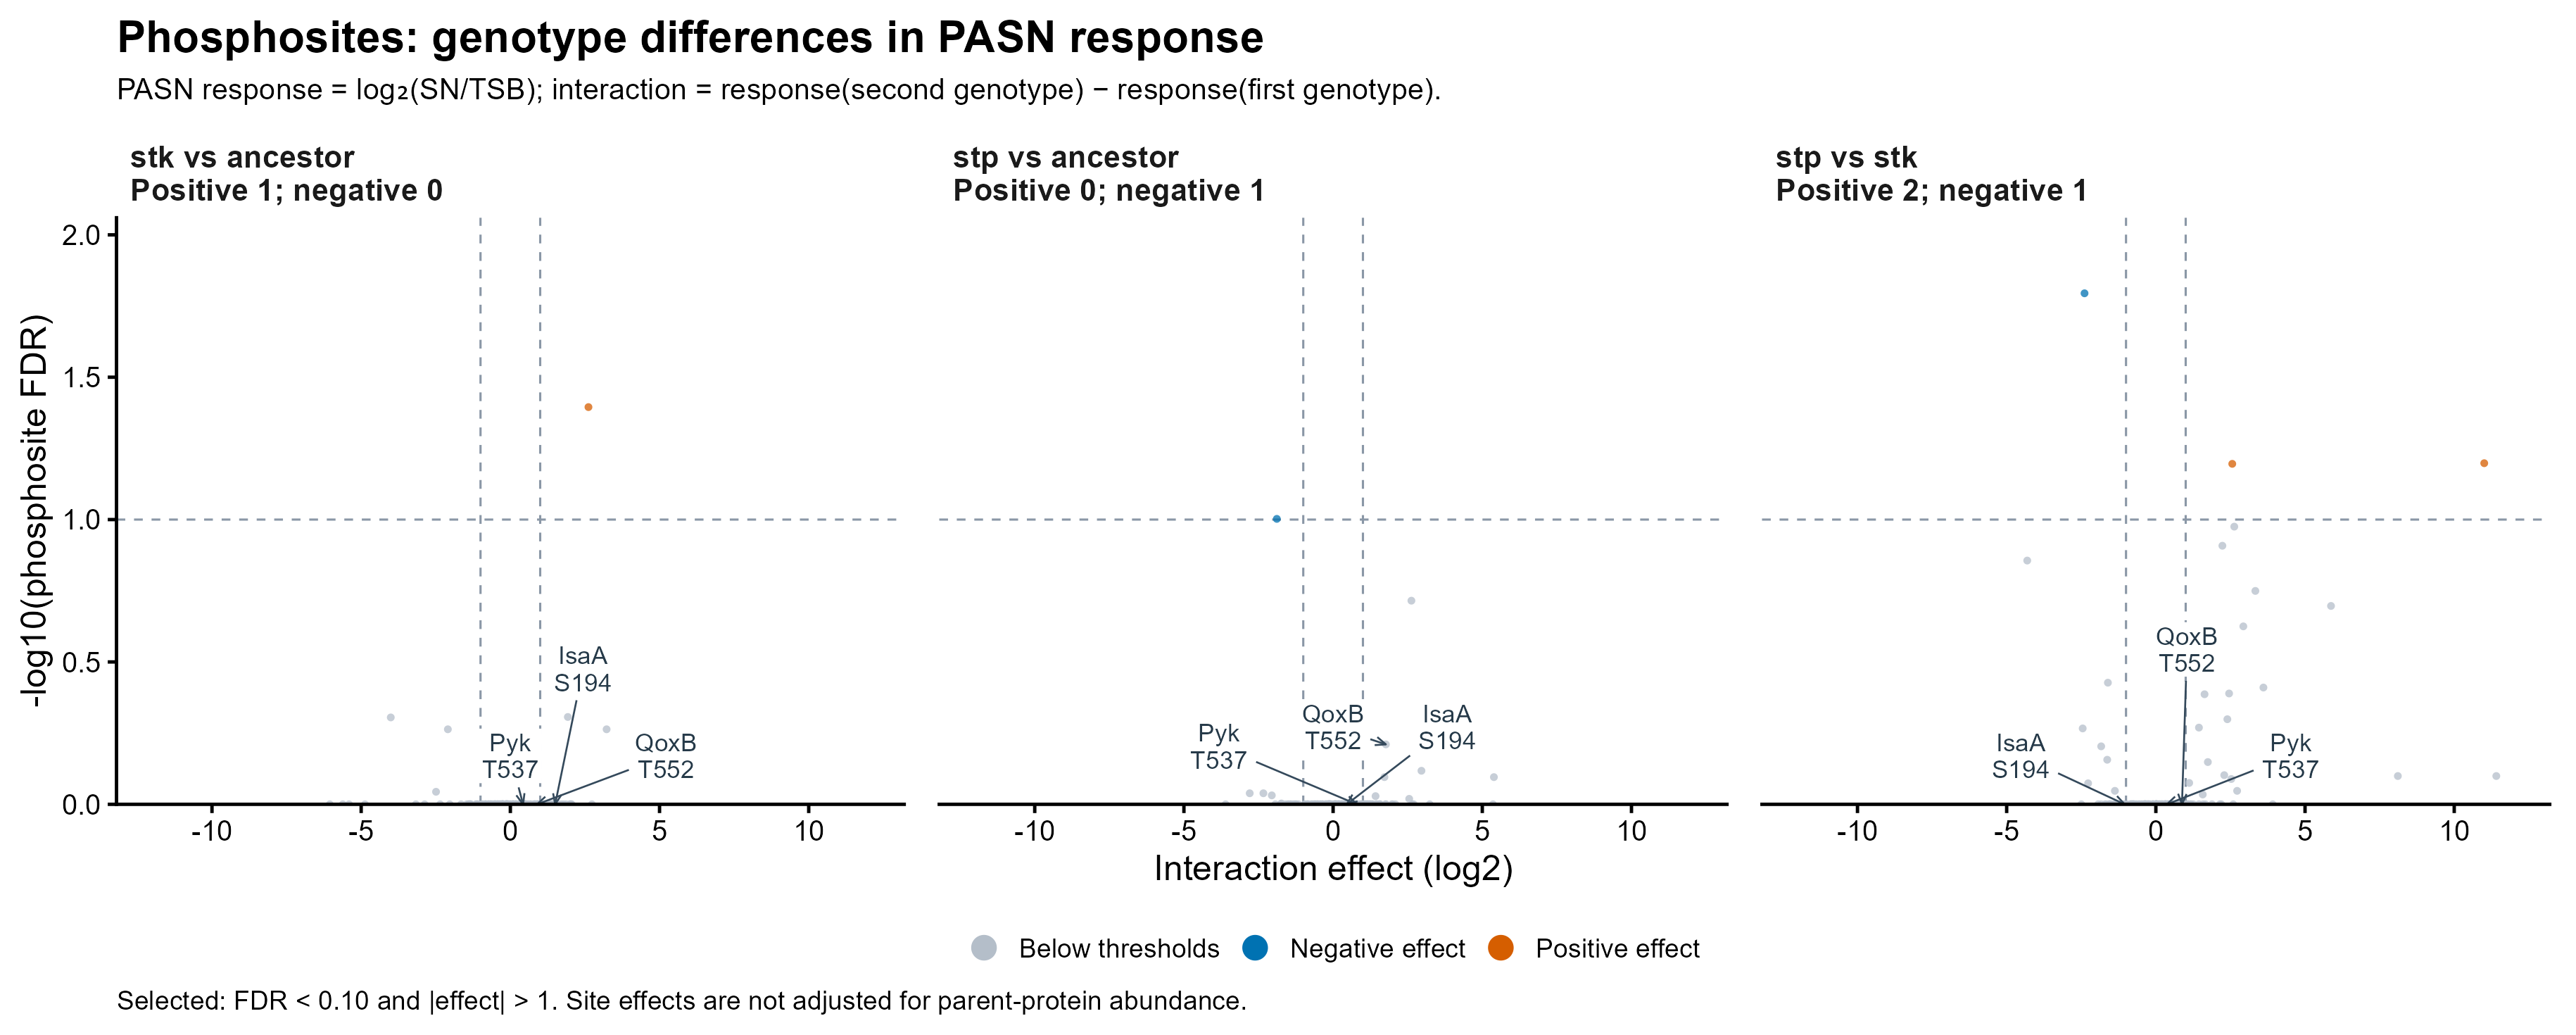 Phosphosites: genotype differences in PASN response
PASN response = log₂(SN/TSB); interaction = response(second genotype) − response(first genotype).
stk vs ancestor
Positive 1; negative 0
stp vs ancestor
Positive 0; negative 1
stp vs stk
Positive 2; negative 1
-log10(phosphosite FDR)
2.0
1.5
1.0
0.5
0.0
IsaA
S194
Pyk
T537
QoxB
T552
-10
-5
0
5
10
Pyk
T537
QoxB
T552
IsaA
S194
-10
-5
0
5
10
QoxB
T552
IsaA
S194
Pyk
T537
-10
-5
0
5
10
Interaction effect (log2)
Below thresholds
Negative effect
Positive effect
Selected: FDR < 0.10 and |effect| > 1. Site effects are not adjusted for parent-protein abundance.